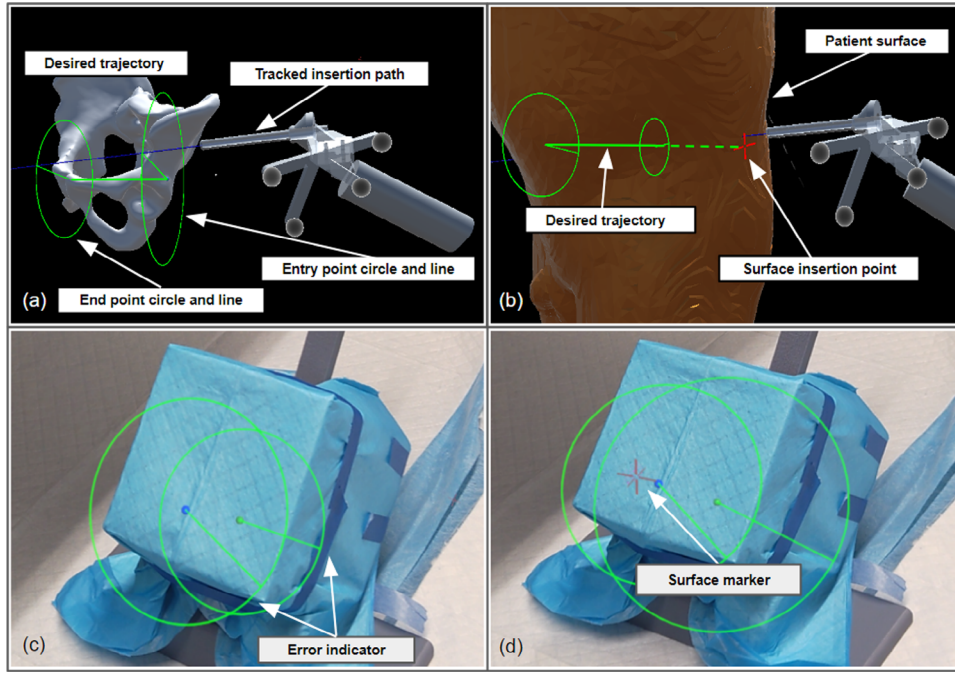 Desired trajectory
Tracked insertion path
Entry point circle and line
End point circle and line
(a)
Patient surface
Desired trajectory
Surface insertion point
(b)
Error indicator
(c)
Surface marker
(d)